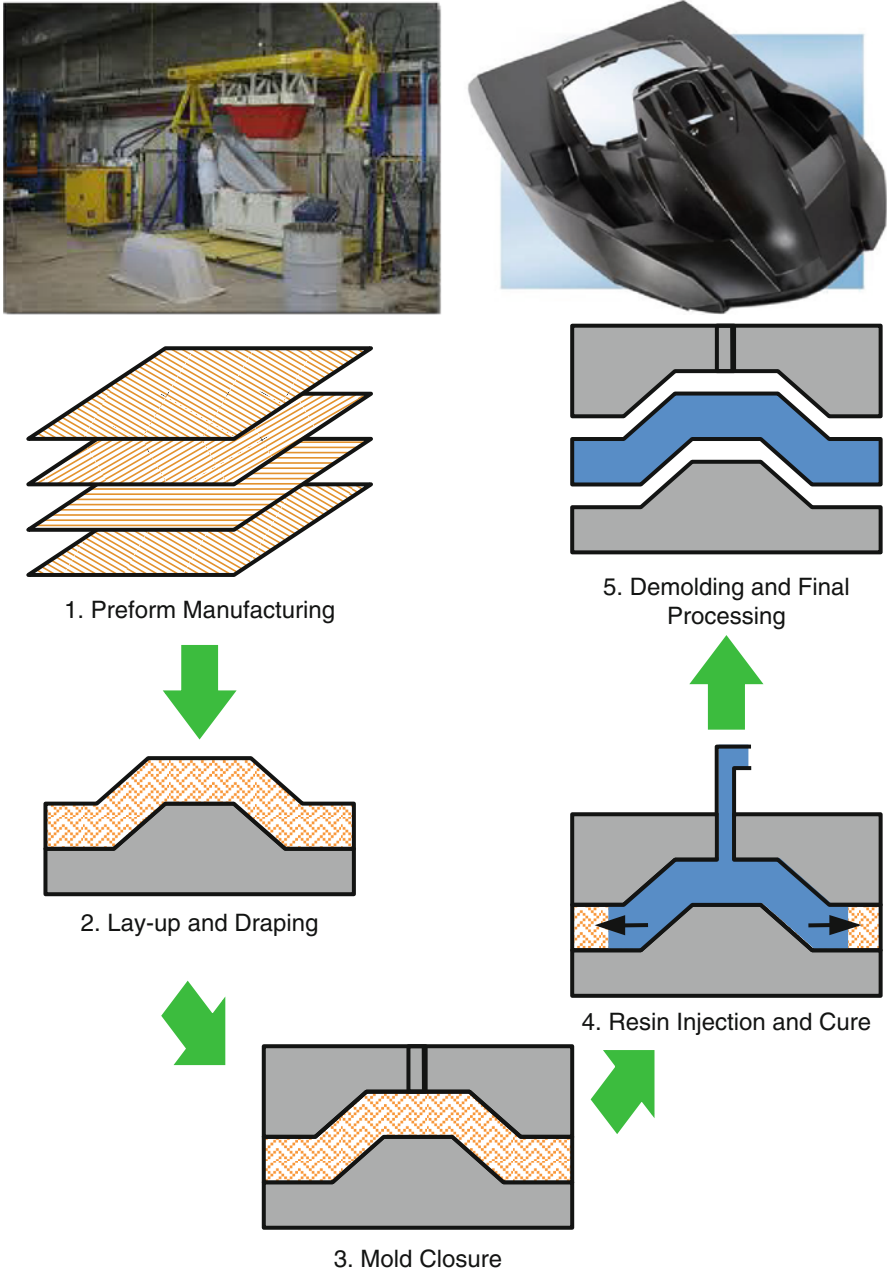 1. Preform Manufacturing
2. Lay-up and Draping
3. Mold Closure
4. Resin Injection and Cure
5. Demolding and Final
Processing